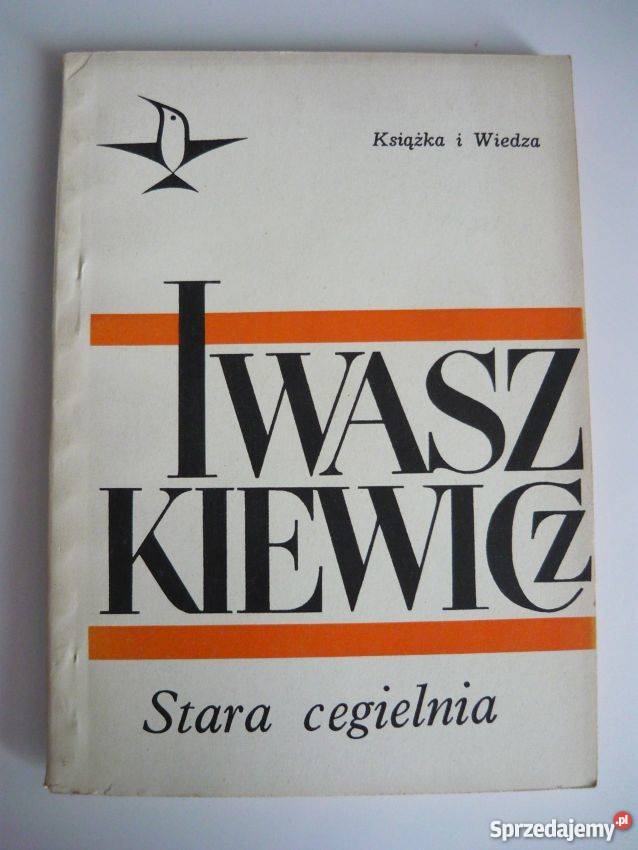 Książka i Wiedza
IWASZ
KIEWICZ
Stara cegielnia
Sprzedajemy.pl